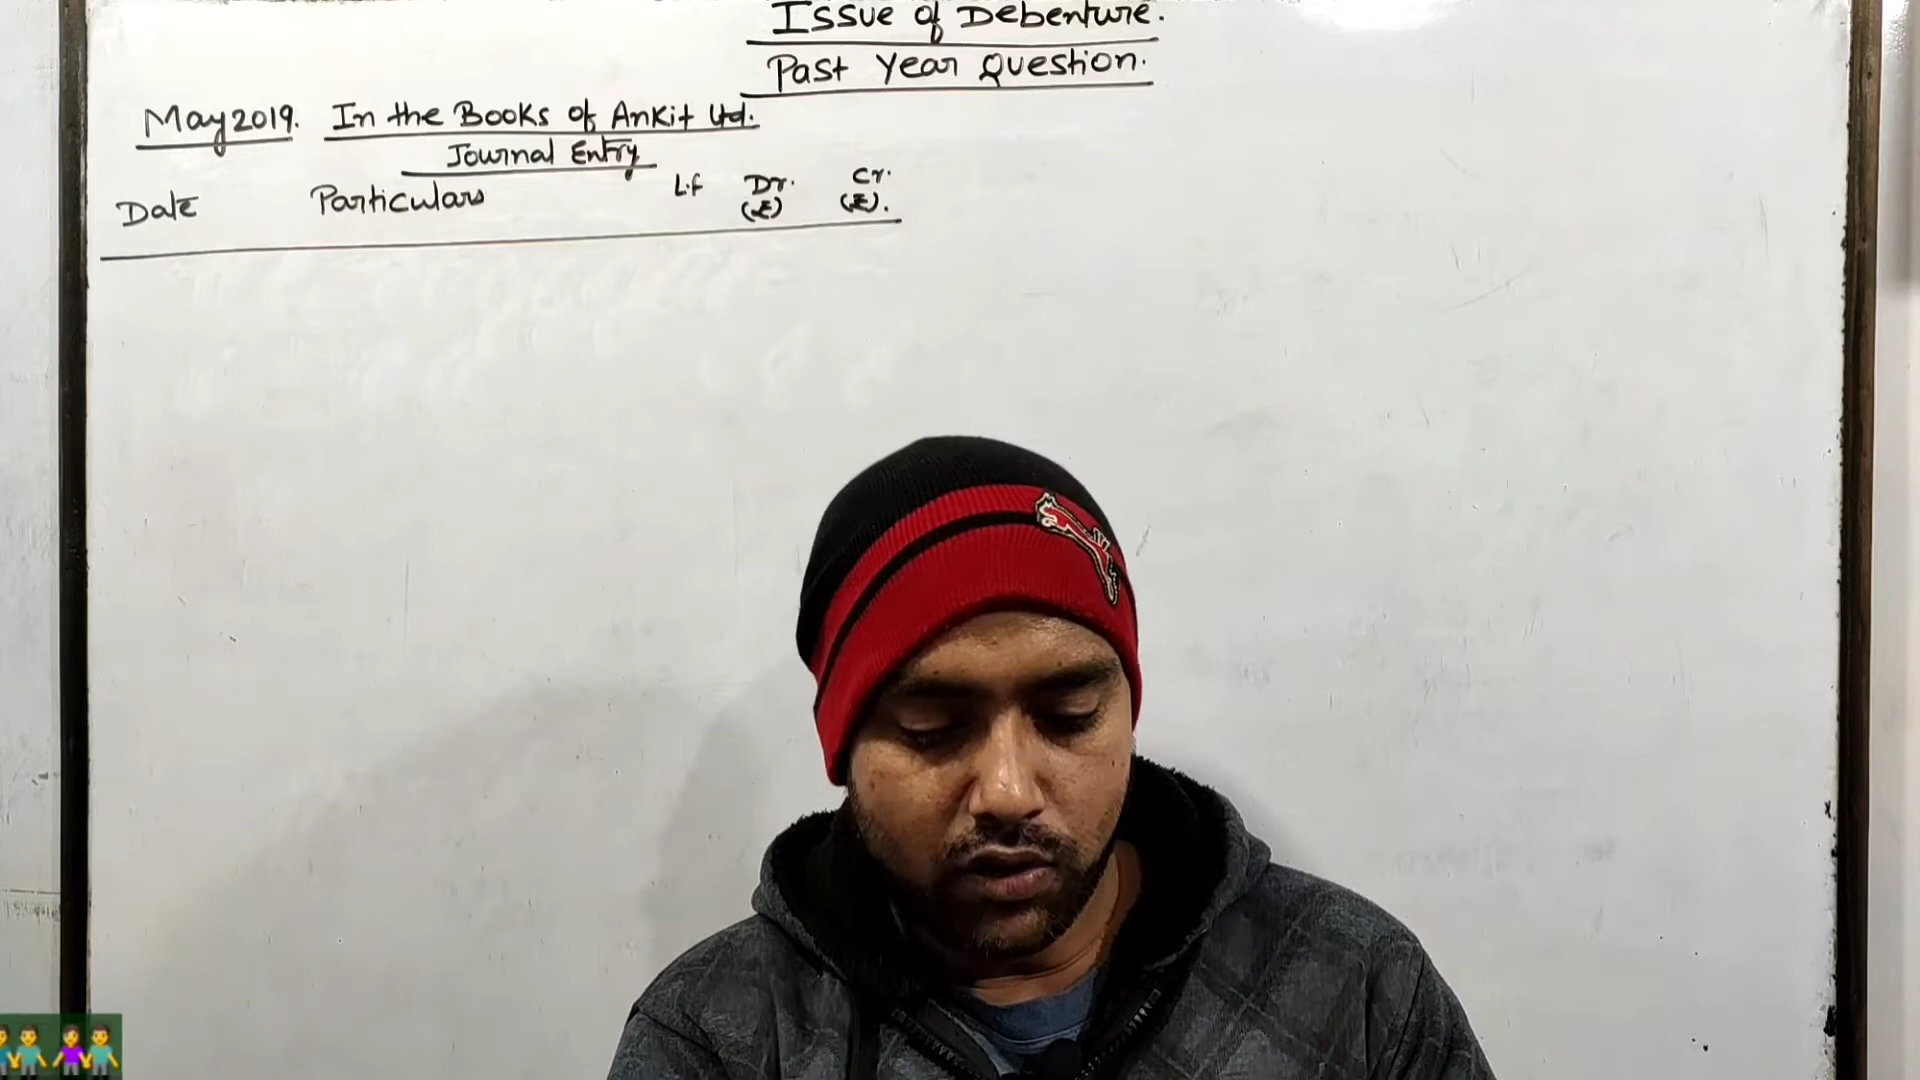 Issue of Debenture.
Past Year Question.
May 2019. In the Books of Ankit Ltd.
Journal Entry
Date Particulars L.f Dr. (₹) Cr. (₹).